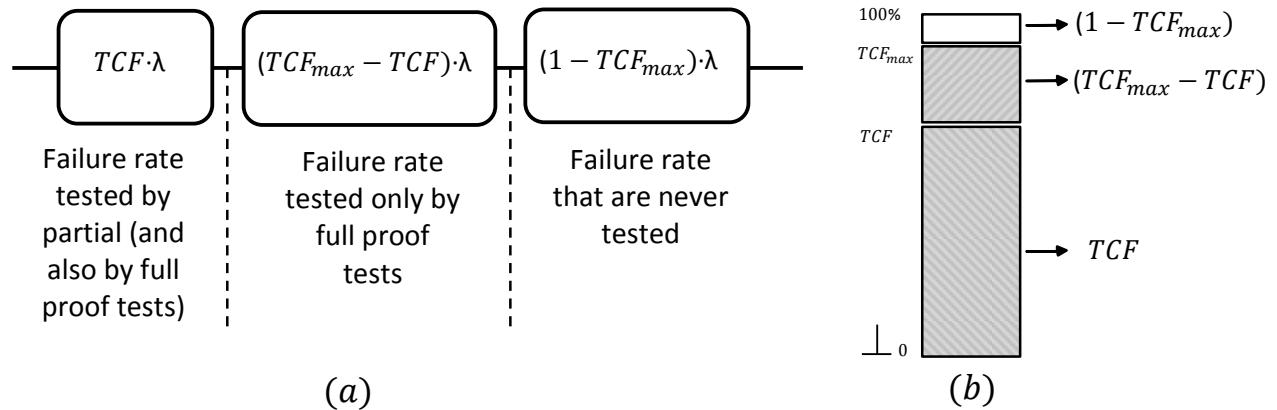 TCF·λ
(TCF_max − TCF)·λ
(1 − TCF_max)·λ
Failure rate
tested by
partial (and
also by full
proof tests)
Failure rate
tested only by
full proof
tests
Failure rate
that are never
tested
(a)
100%
TCF_max
TCF
0
(1 − TCF_max)
(TCF_max − TCF)
TCF
(b)